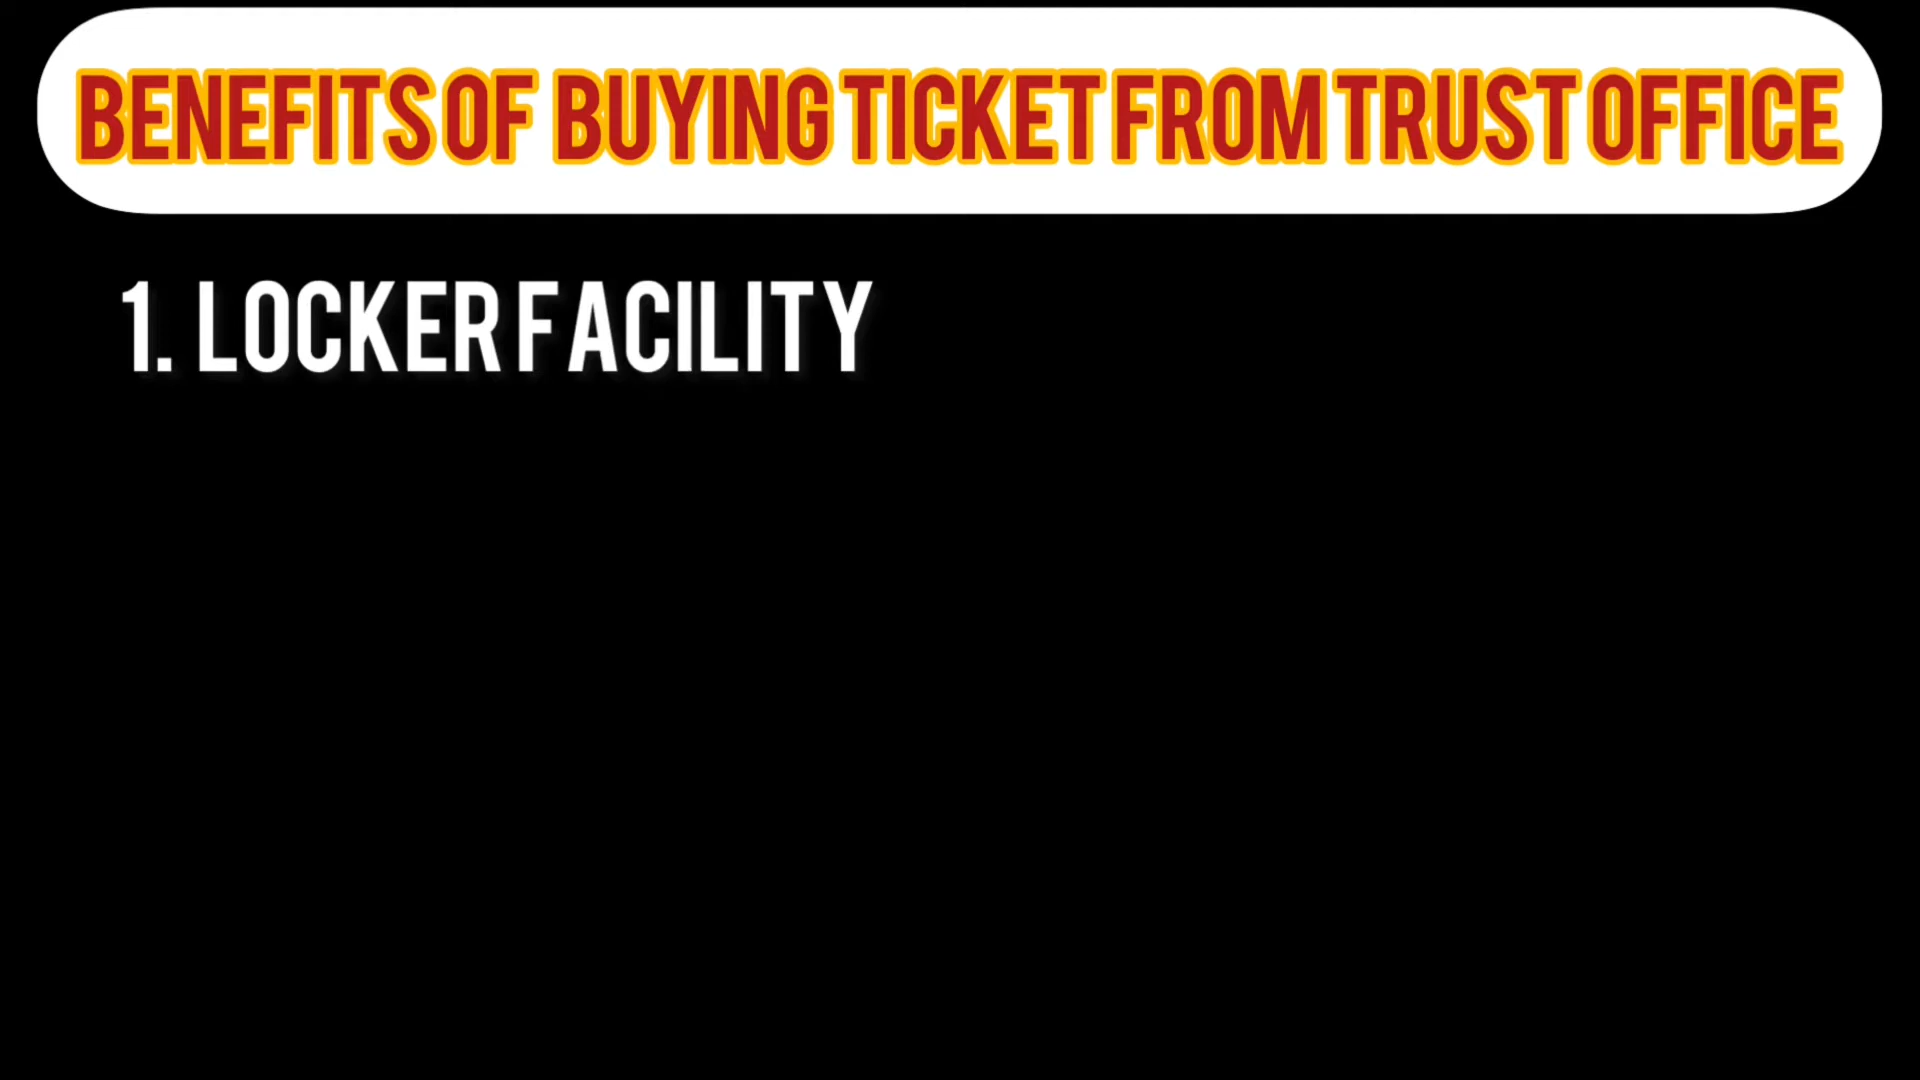 BENEFITS OF BUYING TICKET FROM TRUST OFFICE
1. LOCKER FACILITY